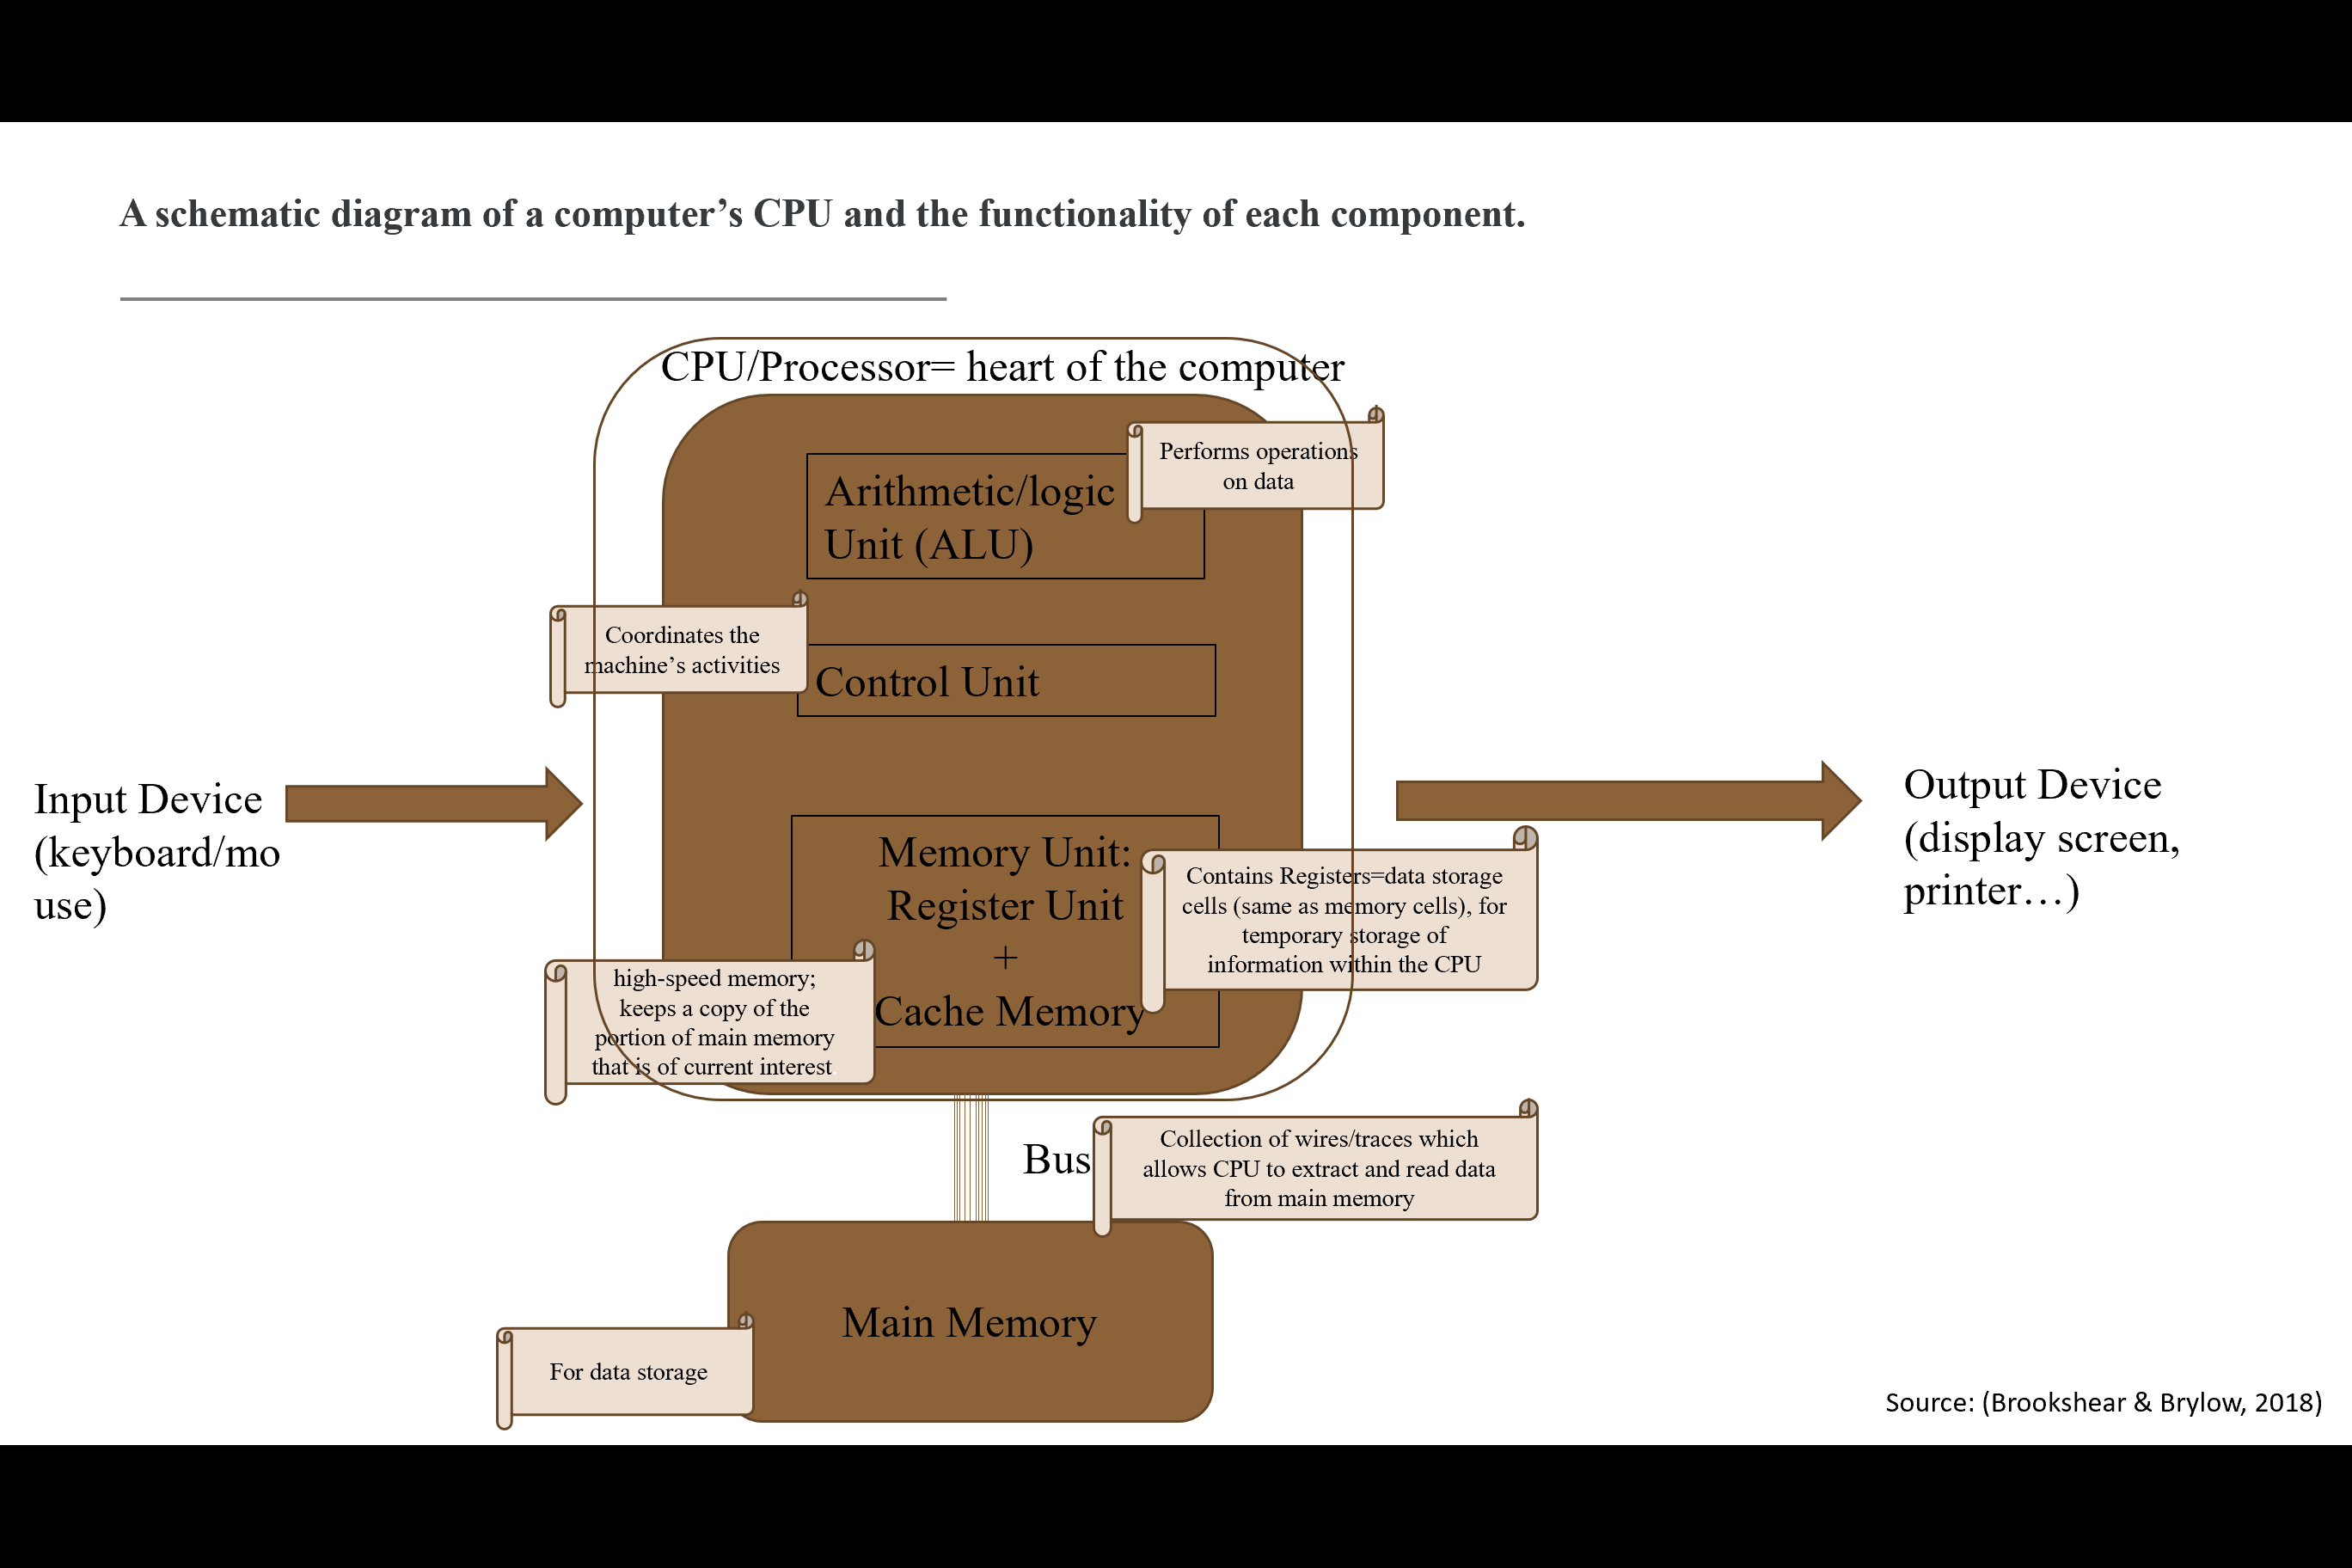 A schematic diagram of a computer’s CPU and the functionality of each component.
CPU/Processor= heart of the computer
Arithmetic/logic
Unit (ALU)
Performs operations
on data
Coordinates the
machine’s activities
Control Unit
Input Device
(keyboard/mo
use)
Output Device
(display screen,
printer…)
Memory Unit:
Register Unit
+
Cache Memory
Contains Registers=data storage
cells (same as memory cells), for
temporary storage of
information within the CPU
high-speed memory;
keeps a copy of the
portion of main memory
that is of current interest
Bus
Collection of wires/traces which
allows CPU to extract and read data
from main memory
Main Memory
For data storage
Source: (Brookshear & Brylow, 2018)